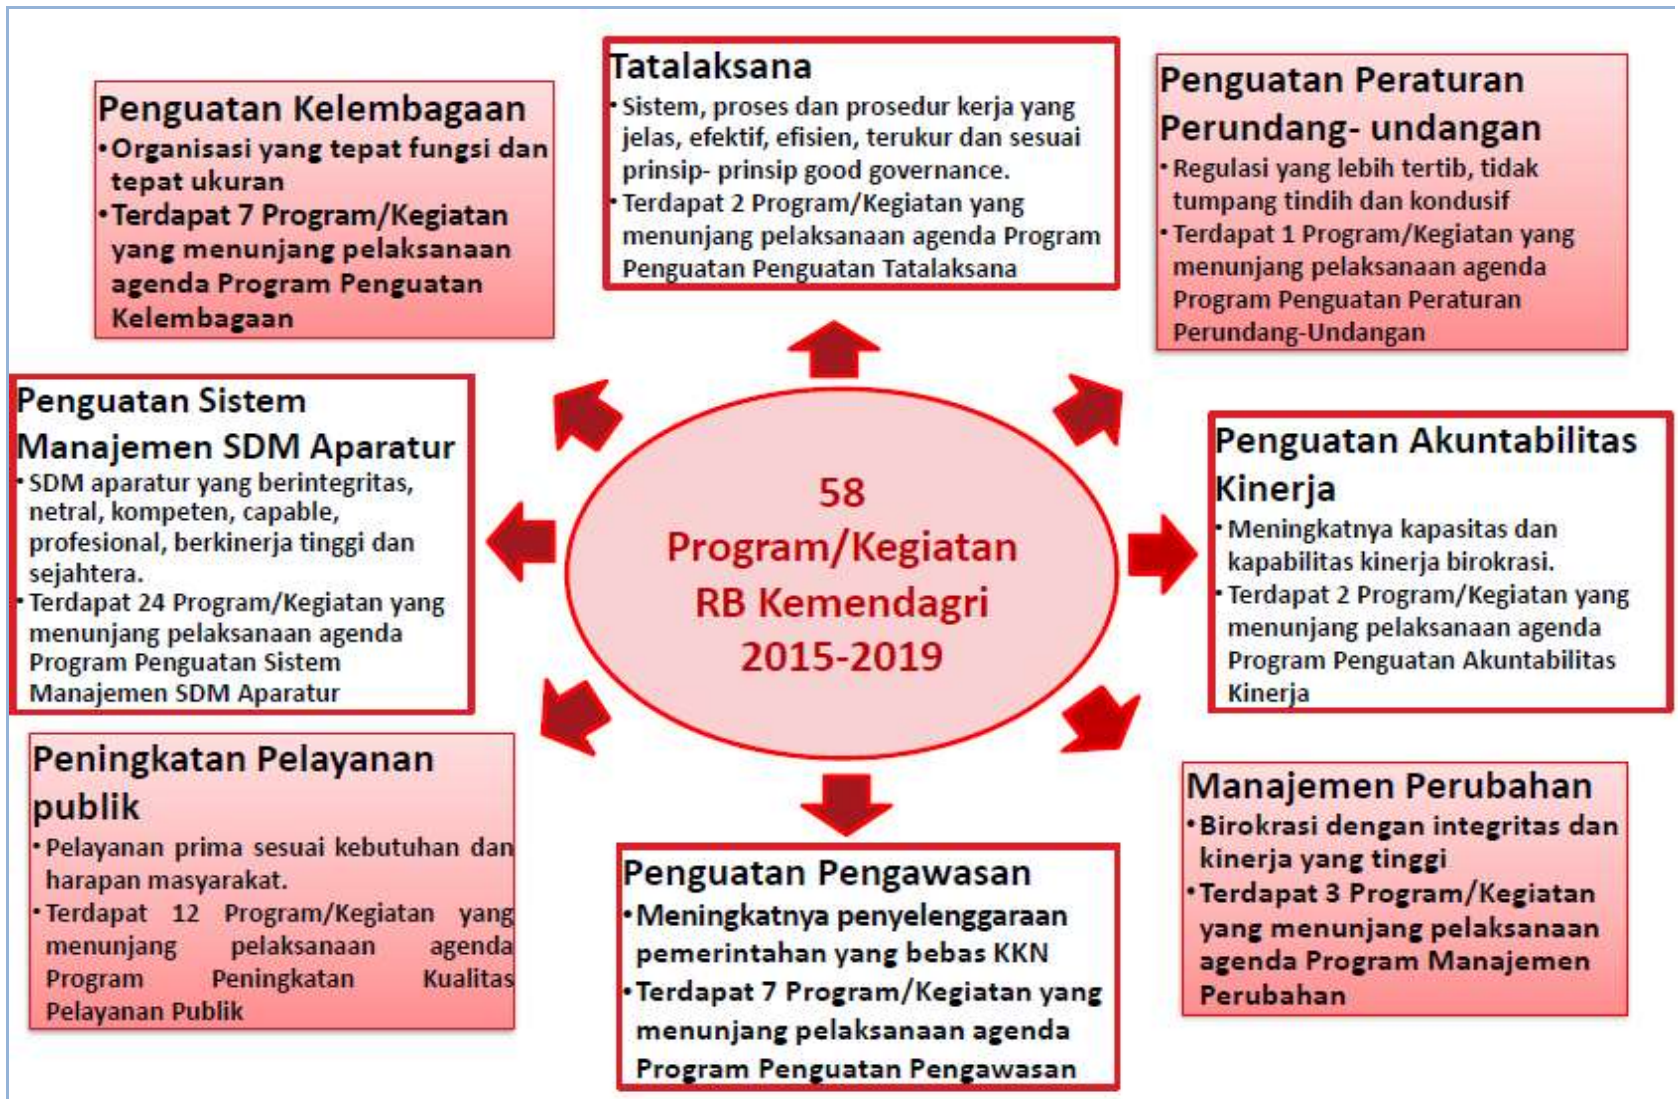 Penguatan Kelembagaan
•Organisasi yang tepat fungsi dan
tepat ukuran
•Terdapat 7 Program/Kegiatan
yang menunjang pelaksanaan
agenda Program Penguatan
Kelembagaan
Tatalaksana
•Sistem, proses dan prosedur kerja yang
jelas, efektif, efisien, terukur dan sesuai
prinsip- prinsip good governance.
•Terdapat 2 Program/Kegiatan yang
menunjang pelaksanaan agenda Program
Penguatan Penguatan Tatalaksana
Penguatan Peraturan
Perundang- undangan
•Regulasi yang lebih tertib, tidak
tumpang tindih dan kondusif
•Terdapat 1 Program/Kegiatan yang
menunjang pelaksanaan agenda
Program Penguatan Peraturan
Perundang-Undangan
Penguatan Sistem
Manajemen SDM Aparatur
•SDM aparatur yang berintegritas,
netral, kompeten, capable,
profesional, berkinerja tinggi dan
sejahtera.
•Terdapat 24 Program/Kegiatan yang
menunjang pelaksanaan agenda
Program Penguatan Sistem
Manajemen SDM Aparatur
58
Program/Kegiatan
RB Kemendagri
2015-2019
Penguatan Akuntabilitas
Kinerja
•Meningkatnya kapasitas dan
kapabilitas kinerja birokrasi.
•Terdapat 2 Program/Kegiatan yang
menunjang pelaksanaan agenda
Program Penguatan Akuntabilitas
Kinerja
Peningkatan Pelayanan
publik
•Pelayanan prima sesuai kebutuhan dan
harapan masyarakat.
•Terdapat 12 Program/Kegiatan yang
menunjang pelaksanaan agenda
Program Peningkatan Kualitas
Pelayanan Publik
Penguatan Pengawasan
•Meningkatnya penyelenggaraan
pemerintahan yang bebas KKN
•Terdapat 7 Program/Kegiatan yang
menunjang pelaksanaan agenda
Program Penguatan Pengawasan
Manajemen Perubahan
•Birokrasi dengan integritas dan
kinerja yang tinggi
•Terdapat 3 Program/Kegiatan
yang menunjang pelaksanaan
agenda Program Manajemen
Perubahan